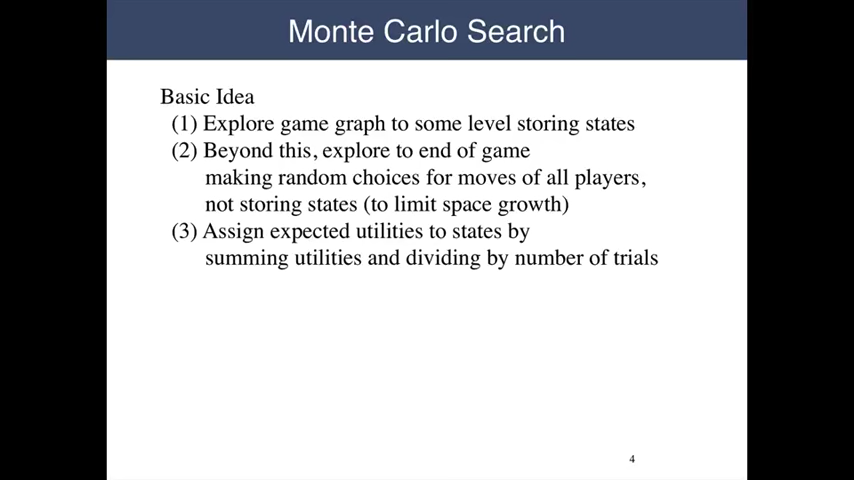 Monte Carlo Search
Basic Idea
(1) Explore game graph to some level storing states
(2) Beyond this, explore to end of game
making random choices for moves of all players,
not storing states (to limit space growth)
(3) Assign expected utilities to states by
summing utilities and dividing by number of trials
4